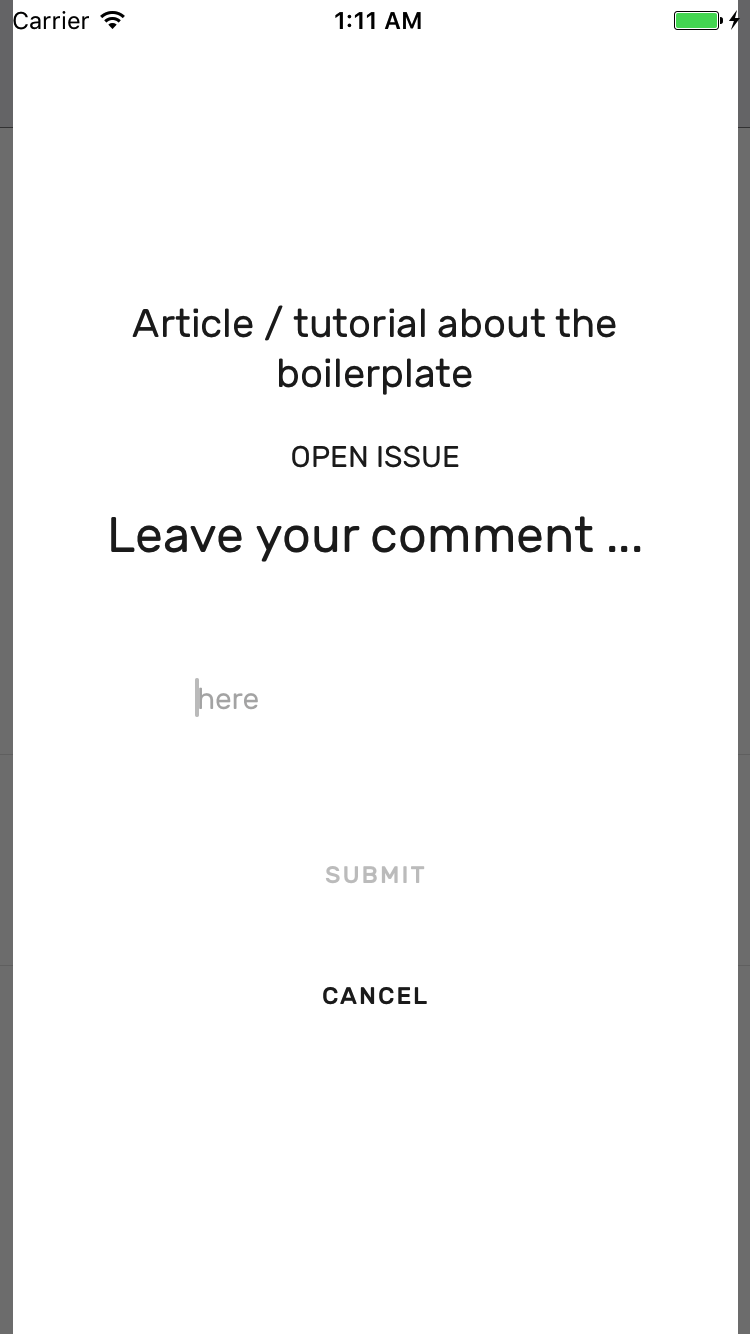 Carrier 1:11 AM
Article / tutorial about the
boilerplate
OPEN ISSUE
Leave your comment ...
here
SUBMIT
CANCEL